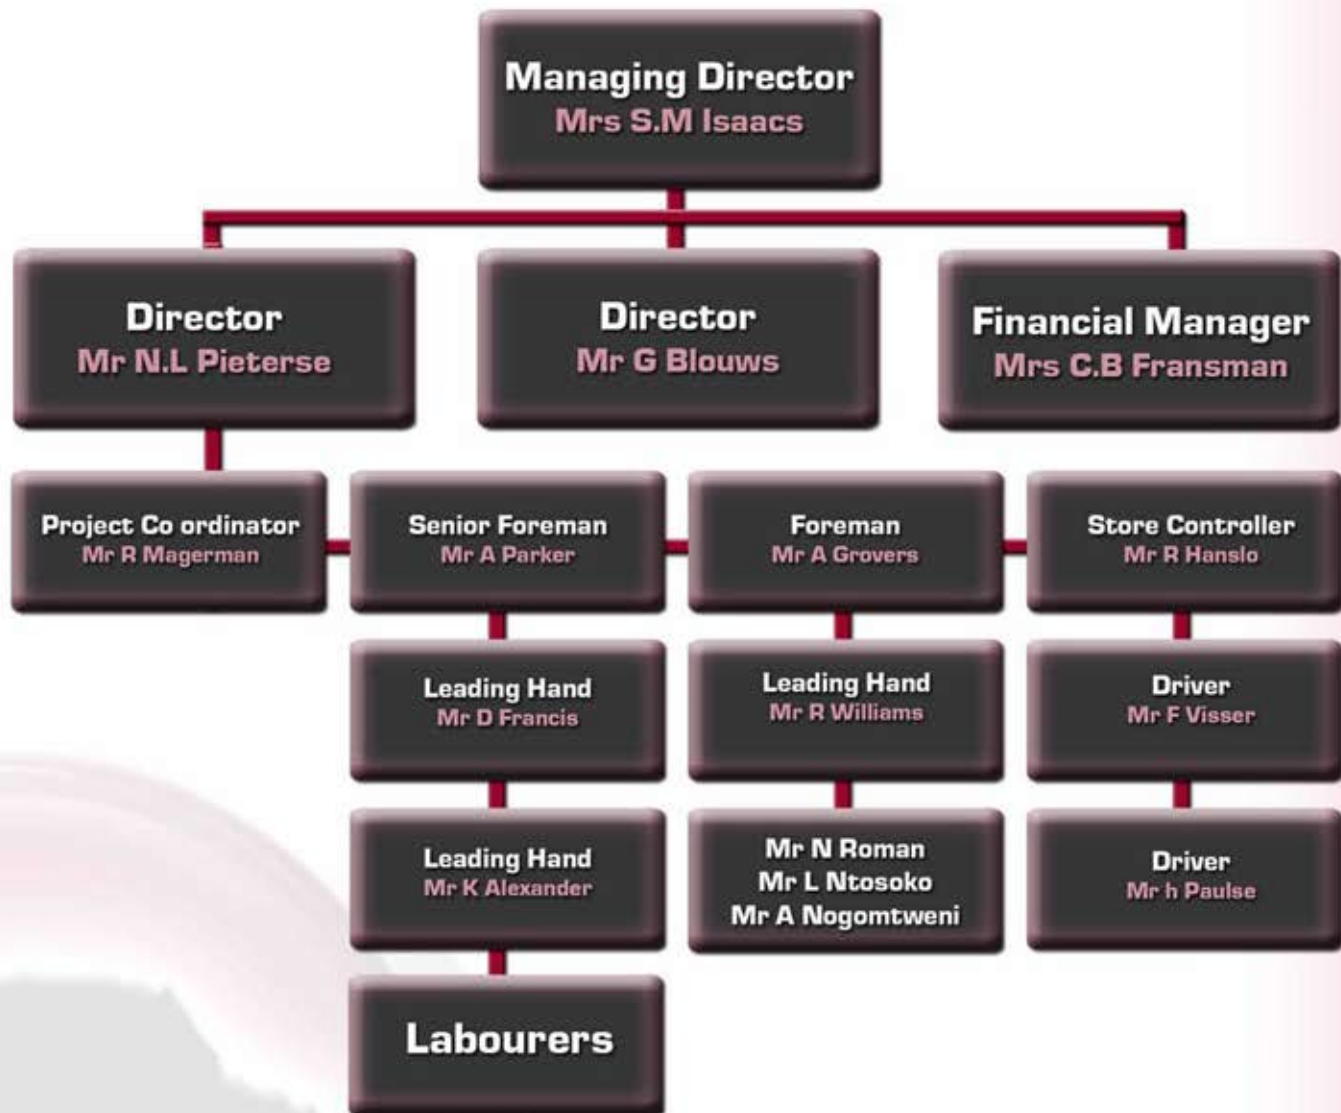 Managing Director
Mrs S.M Isaacs
Director
Mr N.L Pieterse
Director
Mr G Blouws
Financial Manager
Mrs C.B Fransman
Project Co ordinator
Mr R Magerman
Senior Foreman
Mr A Parker
Foreman
Mr A Grovers
Store Controller
Mr R Hanslo
Leading Hand
Mr D Francis
Leading Hand
Mr R Williams
Driver
Mr F Visser
Leading Hand
Mr K Alexander
Mr N Roman
Mr L Ntosoko
Mr A Nogomtweni
Driver
Mr h Paulse
Labourers